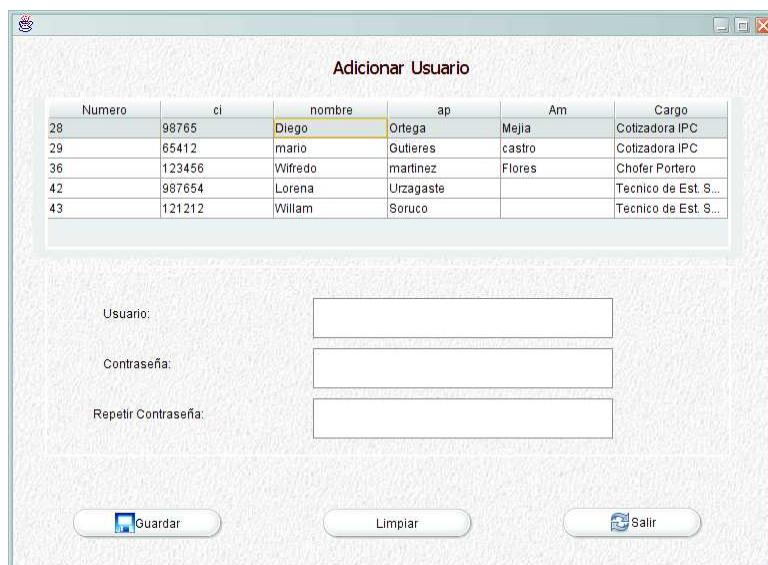 Adicionar Usuario
Numero ci nombre ap Am Cargo
28 98765 Diego Ortega Mejia Cotizadora IPC
29 65412 mario Gutieres castro Cotizadora IPC
36 123456 Wifredo martinez Flores Chofer Portero
42 987654 Lorena Urzagaste Tecnico de Est. S...
43 121212 Willam Soruco Tecnico de Est. S...
Usuario:
Contraseña:
Repetir Contraseña:
Guardar Limpiar Salir